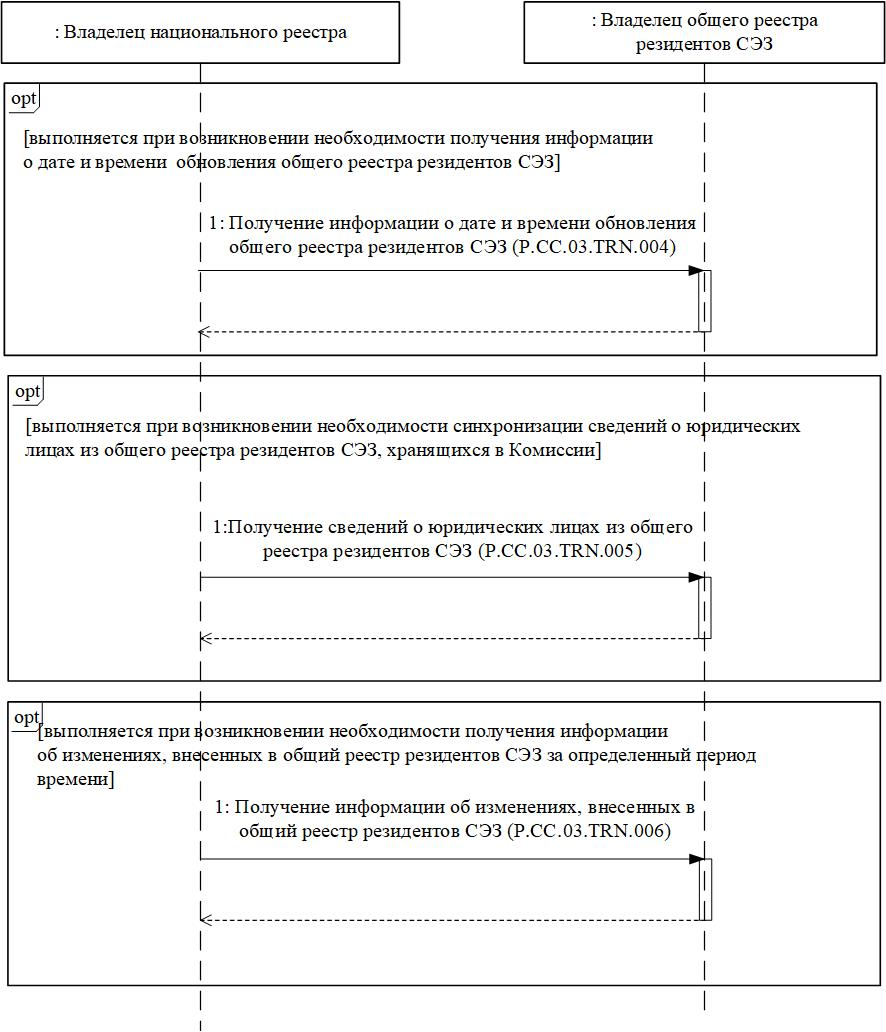 : Владелец национального реестра
: Владелец общего реестра
резидентов СЭЗ
opt
[выполняется при возникновении необходимости получения информации
о дате и времени обновления общего реестра резидентов СЭЗ]
1: Получение информации о дате и времени обновления
общего реестра резидентов СЭЗ (P.CC.03.TRN.004)
opt
[выполняется при возникновении необходимости синхронизации сведений о юридических
лицах из общего реестра резидентов СЭЗ, хранящихся в Комиссии]
1:Получение сведений о юридических лицах из общего
реестра резидентов СЭЗ (P.CC.03.TRN.005)
opt
[выполняется при возникновении необходимости получения информации
об изменениях, внесенных в общий реестр резидентов СЭЗ за определенный период
времени]
1: Получение информации об изменениях, внесенных в
общий реестр резидентов СЭЗ (P.CC.03.TRN.006)